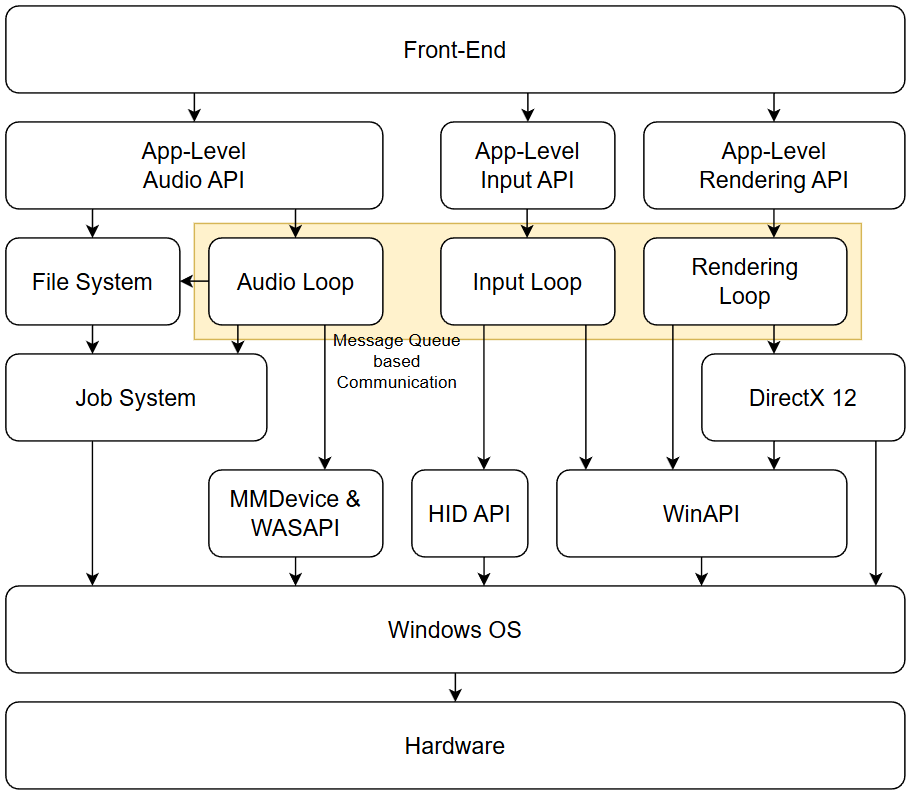 Front-End
App-Level
Audio API
App-Level
Input API
App-Level
Rendering API
File System
Audio Loop
Input Loop
Rendering
Loop
Message Queue
based
Communication
Job System
DirectX 12
MMDevice &
WASAPI
HID API
WinAPI
Windows OS
Hardware